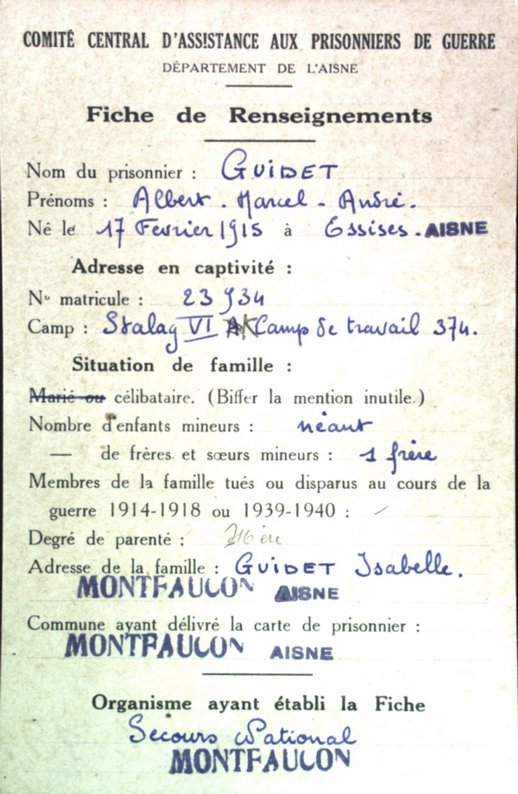 COMITÉ CENTRAL D'ASSISTANCE AUX PRISONNIERS DE GUERRE
DÉPARTEMENT DE L'AISNE
Fiche de Renseignements
Nom du prisonnier : GUIDET
Prénoms : Albert - Marcel - André.
Né le 17 Février 1915 à Essises - AISNE
Adresse en captivité :
N° matricule : 23934
Camp : Stalag VI K Camp de travail 374.
Situation de famille :
Marié ou célibataire. (Biffer la mention inutile.)
Nombre d'enfants mineurs : néant
— de frères et sœurs mineurs : 1 frère
Membres de la famille tués ou disparus au cours de la
guerre 1914-1918 ou 1939-1940 :
Degré de parenté : Mère
Adresse de la famille : GUIDET Isabelle.
MONTFAUCON AISNE
Commune ayant délivré la carte de prisonnier :
MONTFAUCON AISNE
Organisme ayant établi la Fiche
Secours National
MONTFAUCON